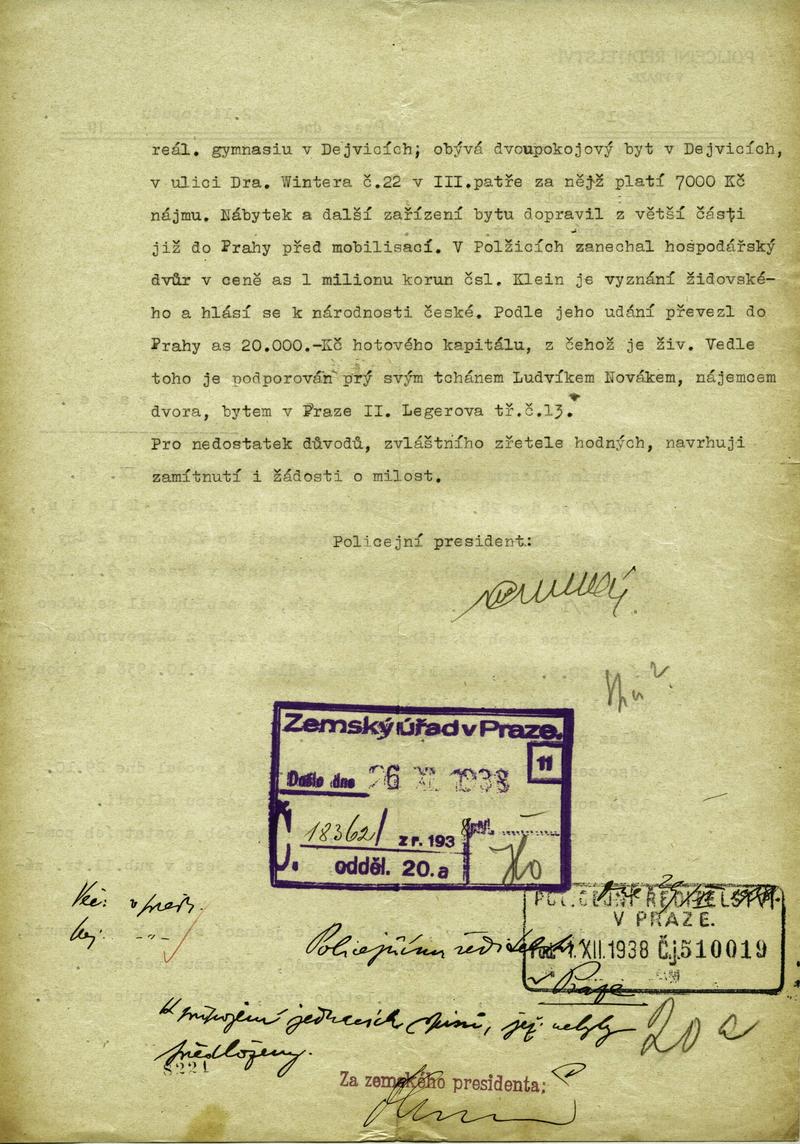 reál. gymnasiu v Dejvicích; obývá dvoupokojový byt v Dejvicích,
v ulici Dra. Wintera č.22 v III.patře za nějž platí 7000 Kč
nájmu. Nábytek a další zařízení bytu dopravil z větší části
již do Prahy před mobilisací. V Polžicích zanechal hospodářský
dvůr v ceně as 1 milionu korun čsl. Klein je vyznání židovské-
ho a hlásí se k národnosti české. Podle jeho udání převezl do
Prahy as 20.000.-Kč hotového kapitálu, z čehož je živ. Vedle
toho je podporován prý svým tchánem Ludvíkem Novákem, nájemcem
dvora, bytem v Praze II. Legerova tř.č.13.
Pro nedostatek důvodů, zvláštního zřetele hodných, navrhuji
zamítnutí i žádosti o milost.
Policejní president:
Zemský úřad v Praze.
11
Došlo dne 26 XI. 1938
Č. j. 18362/ z r. 193
odděl. 20.a
POLICEJNÍ ŘEDITELSTVÍ
V PRAZE.
1.XII.1938 Čj.510019
Policejnímu
v Praze
k připojení jednacích spisů, jež nebyly
předloženy.
20 a
8221
Za zemského presidenta: